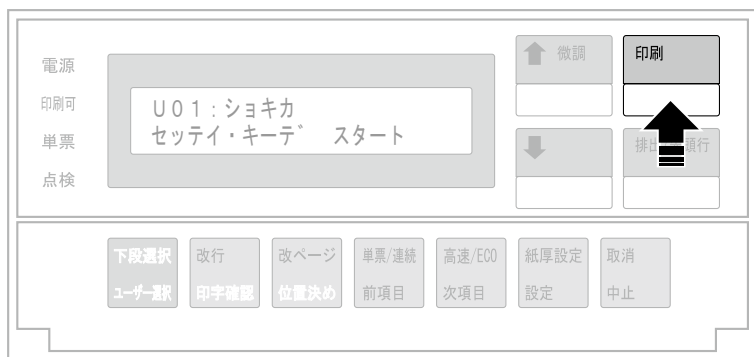 電源
印刷可
単票
点検
U01:ショキカ
セッテイ・キーデ゛ スタート
微調
印刷
排出
頭行
下段選択
ユーザー選択
改行
印字確認
改ページ
位置決め
単票/連続
前項目
高速/ECO
次項目
紙厚設定
設定
取消
中止